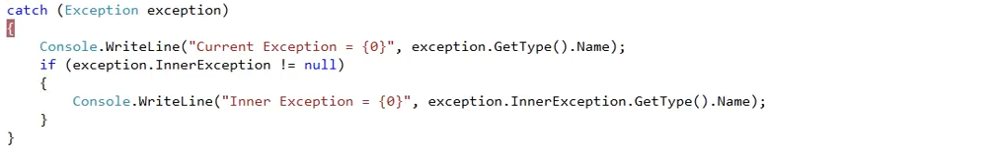 catch (Exception exception)
{
    Console.WriteLine("Current Exception = {0}", exception.GetType().Name);
    if (exception.InnerException != null)
    {
        Console.WriteLine("Inner Exception = {0}", exception.InnerException.GetType().Name);
    }
}